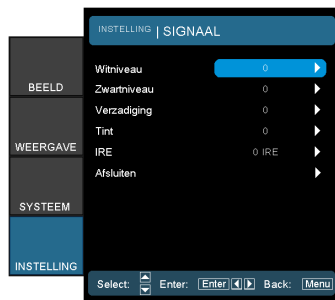 INSTELLING | SIGNAAL
Witniveau 0
Zwartniveau 0
Verzadiging 0
Tint 0
IRE 0 IRE
Afsluiten
BEELD
WEERGAVE
SYSTEEM
INSTELLING
Select: Enter: Enter Back: Menu